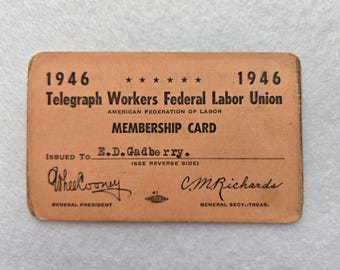 1946 ★ ★ ★ ★ ★ ★ 1946
Telegraph Workers Federal Labor Union
AMERICAN FEDERATION OF LABOR
MEMBERSHIP CARD
ISSUED TO E.D.Gadberry.
(SEE REVERSE SIDE)
C.M. Richards
41
GENERAL PRESIDENT GENERAL SECY.-TREAS.